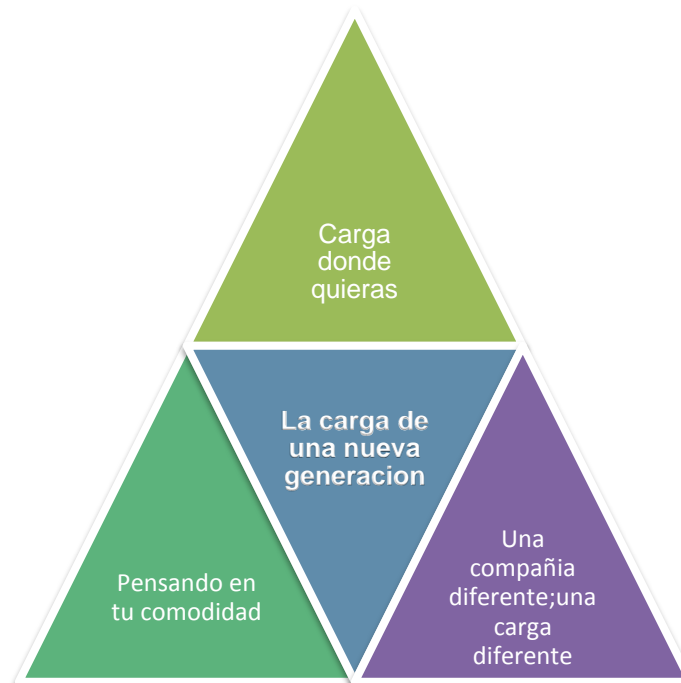 Carga
donde
quieras
La carga de
una nueva
generacion
Pensando en
tu comodidad
Una
compañia
diferente;una
carga
diferente